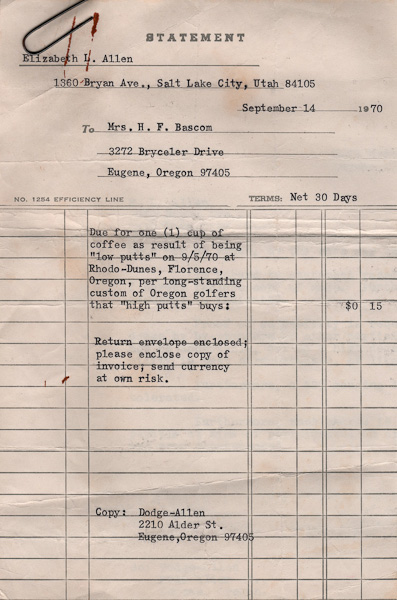 STATEMENT
Elizabeth L. Allen
1360 Bryan Ave., Salt Lake City, Utah 84105
September 14 1970
To Mrs. H. F. Bascom
3272 Bryceler Drive
Eugene, Oregon 97405
NO. 1254 EFFICIENCY LINE TERMS: Net 30 Days
Due for one (1) cup of
coffee as result of being
"low putts" on 9/5/70 at
Rhodo-Dunes, Florence,
Oregon, per long-standing
custom of Oregon golfers
that "high putts" buys: $0 15
Return envelope enclosed;
please enclose copy of
invoice; send currency
at own risk.
Copy: Dodge-Allen
2210 Alder St.
Eugene,Oregon 97405